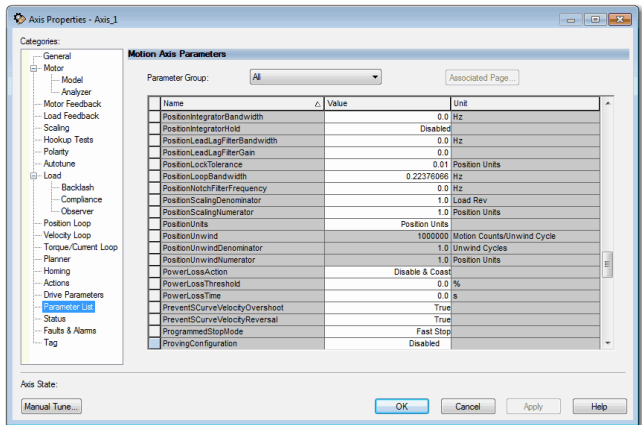 Axis Properties - Axis_1
Categories:
General
Motor
Model
Analyzer
Motor Feedback
Load Feedback
Scaling
Hookup Tests
Polarity
Autotune
Load
Backlash
Compliance
Observer
Position Loop
Velocity Loop
Torque/Current Loop
Planner
Homing
Actions
Drive Parameters
Parameter List
Status
Faults & Alarms
Tag
Motion Axis Parameters
Parameter Group: All Associated Page...
Name Value Unit
PositionIntegratorBandwidth 0.0 Hz
PositionIntegratorHold Disabled
PositionLeadLagFilterBandwidth 0.0 Hz
PositionLeadLagFilterGain 0.0
PositionLockTolerance 0.01 Position Units
PositionLoopBandwidth 0.22376066 Hz
PositionNotchFilterFrequency 0.0 Hz
PositionScalingDenominator 1.0 Load Rev
PositionScalingNumerator 1.0 Position Units
PositionUnits Position Units
PositionUnwind 1000000 Motion Counts/Unwind Cycle
PositionUnwindDenominator 1.0 Unwind Cycles
PositionUnwindNumerator 1.0 Position Units
PowerLossAction Disable & Coast
PowerLossThreshold 0.0 %
PowerLossTime 0.0 s
PreventSCurveVelocityOvershoot True
PreventSCurveVelocityReversal True
ProgrammedStopMode Fast Stop
ProvingConfiguration Disabled
Axis State:
Manual Tune... OK Cancel Apply Help